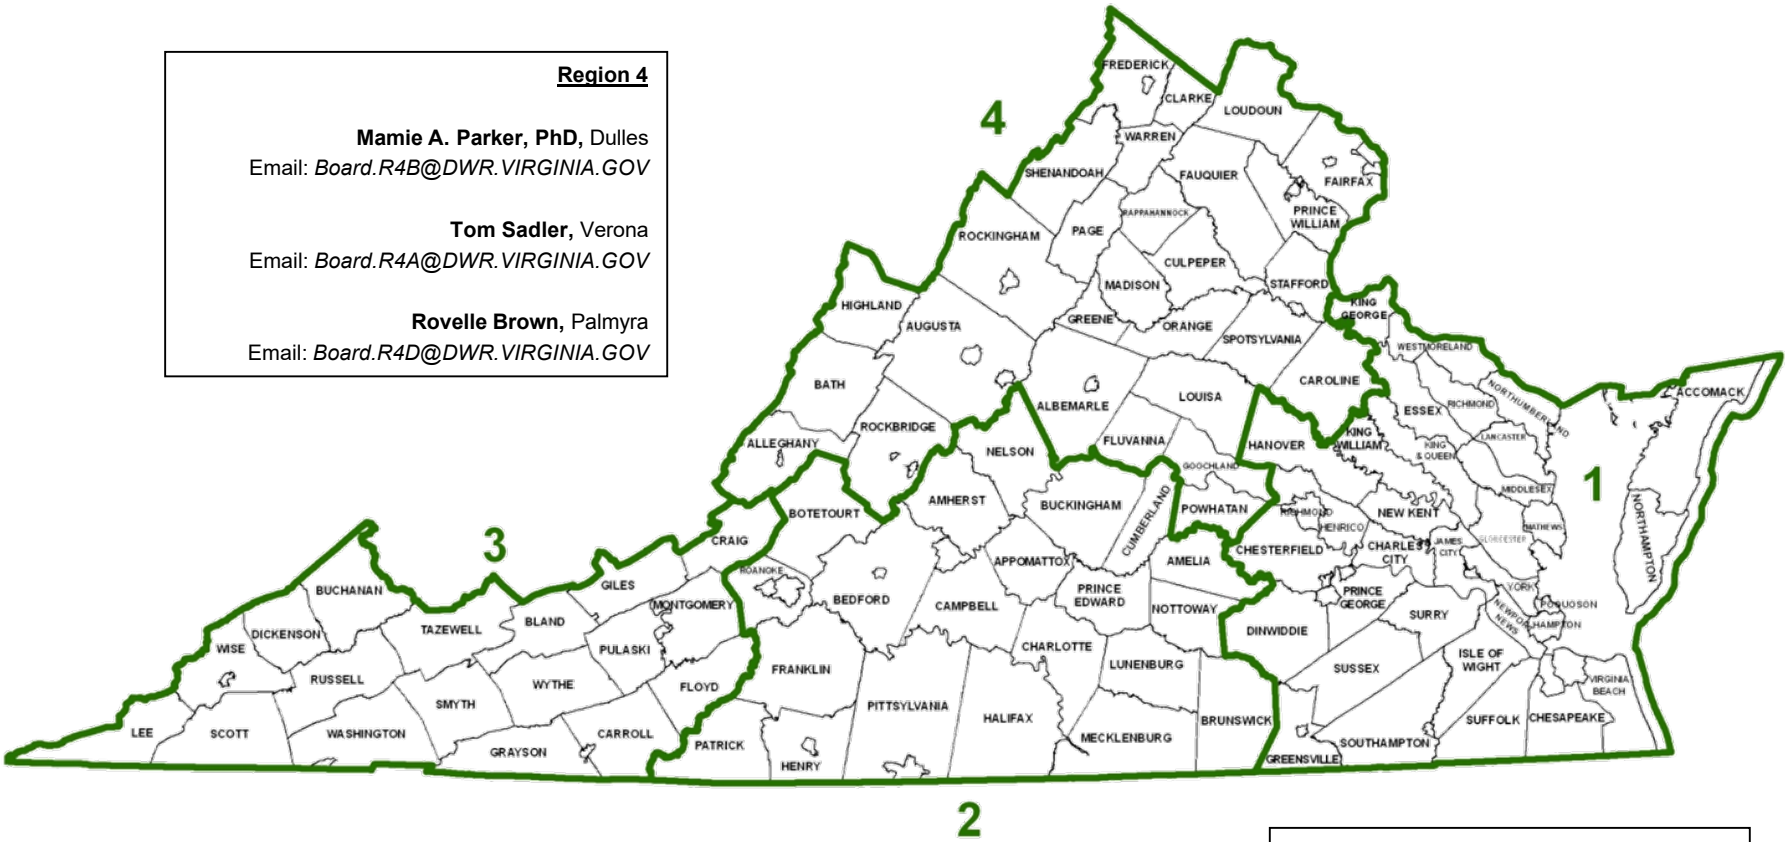 Region 4
Mamie A. Parker, PhD, Dulles
Email: Board.R4B@DWR.VIRGINIA.GOV
Tom Sadler, Verona
Email: Board.R4A@DWR.VIRGINIA.GOV
Rovelle Brown, Palmyra
Email: Board.R4D@DWR.VIRGINIA.GOV
4
FREDERICK
CLARKE
LOUDOUN
WARREN
SHENANDOAH
FAUQUIER
FAIRFAX
RAPPAHANNOCK
PRINCE
WILLIAM
PAGE
ROCKINGHAM
CULPEPER
MADISON
STAFFORD
HIGHLAND
KING
GEORGE
AUGUSTA
GREENE
ORANGE
SPOTSYLVANIA
WESTMORELAND
BATH
CAROLINE
ACCOMACK
ALBEMARLE
LOUISA
ESSEX
RICHMOND
NORTHUMBERLAND
ROCKBRIDGE
ALLEGHANY
FLUVANNA
HANOVER
KING
WILLIAM
KING
& QUEEN
LANCASTER
NELSON
GOOCHLAND
1
MIDDLESEX
AMHERST
BUCKINGHAM
CUMBERLAND
POWHATAN
BOTETOURT
RICHMOND
HENRICO
NEW KENT
MATHEWS
NORTHAMPTON
3
CRAIG
CHESTERFIELD
CHARLES
CITY
JAMES
CITY
GLOUCESTER
APPOMATTOX
AMELIA
ROANOKE
GILES
BUCHANAN
BEDFORD
CAMPBELL
PRINCE
EDWARD
NOTTOWAY
PRINCE
GEORGE
SURRY
YORK
POQUOSON
NEWPORT
NEWS
HAMPTON
MONTGOMERY
BLAND
TAZEWELL
DICKENSON
WISE
PULASKI
CHARLOTTE
DINWIDDIE
LUNENBURG
SUSSEX
ISLE OF
WIGHT
FRANKLIN
RUSSELL
WYTHE
FLOYD
VIRGINIA
BEACH
SMYTH
PITTSYLVANIA
HALIFAX
BRUNSWICK
SUFFOLK
CHESAPEAKE
LEE
SCOTT
WASHINGTON
CARROLL
PATRICK
MECKLENBURG
SOUTHAMPTON
GRAYSON
HENRY
GREENSVILLE
2